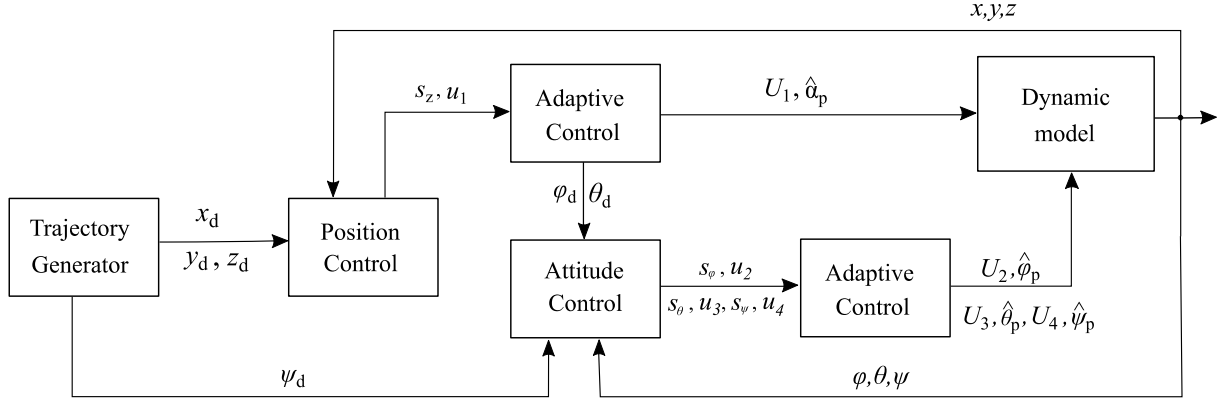 x,y,z
s_z, u_1
Adaptive
Control
U_1, α̂_p
Dynamic
model
φ_d θ_d
Trajectory
Generator
x_d
y_d, z_d
Position
Control
Attitude
Control
s_φ, u_2
s_θ, u_3, s_ψ, u_4
Adaptive
Control
U_2, φ̂_p
U_3, θ̂_p, U_4, ψ̂_p
ψ_d
φ,θ,ψ